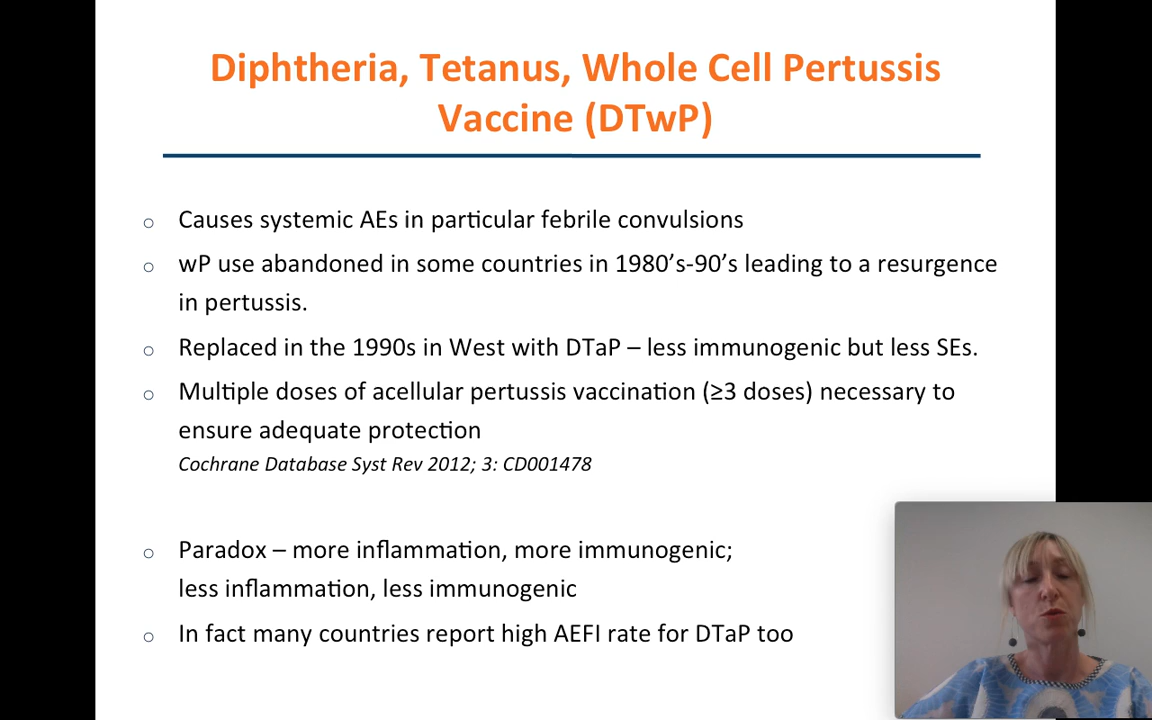 Diphtheria, Tetanus, Whole Cell Pertussis
Vaccine (DTwP)
○ Causes systemic AEs in particular febrile convulsions
○ wP use abandoned in some countries in 1980’s-90’s leading to a resurgence
in pertussis.
○ Replaced in the 1990s in West with DTaP – less immunogenic but less SEs.
○ Multiple doses of acellular pertussis vaccination (≥3 doses) necessary to
ensure adequate protection
Cochrane Database Syst Rev 2012; 3: CD001478
○ Paradox – more inflammation, more immunogenic;
less inflammation, less immunogenic
○ In fact many countries report high AEFI rate for DTaP too